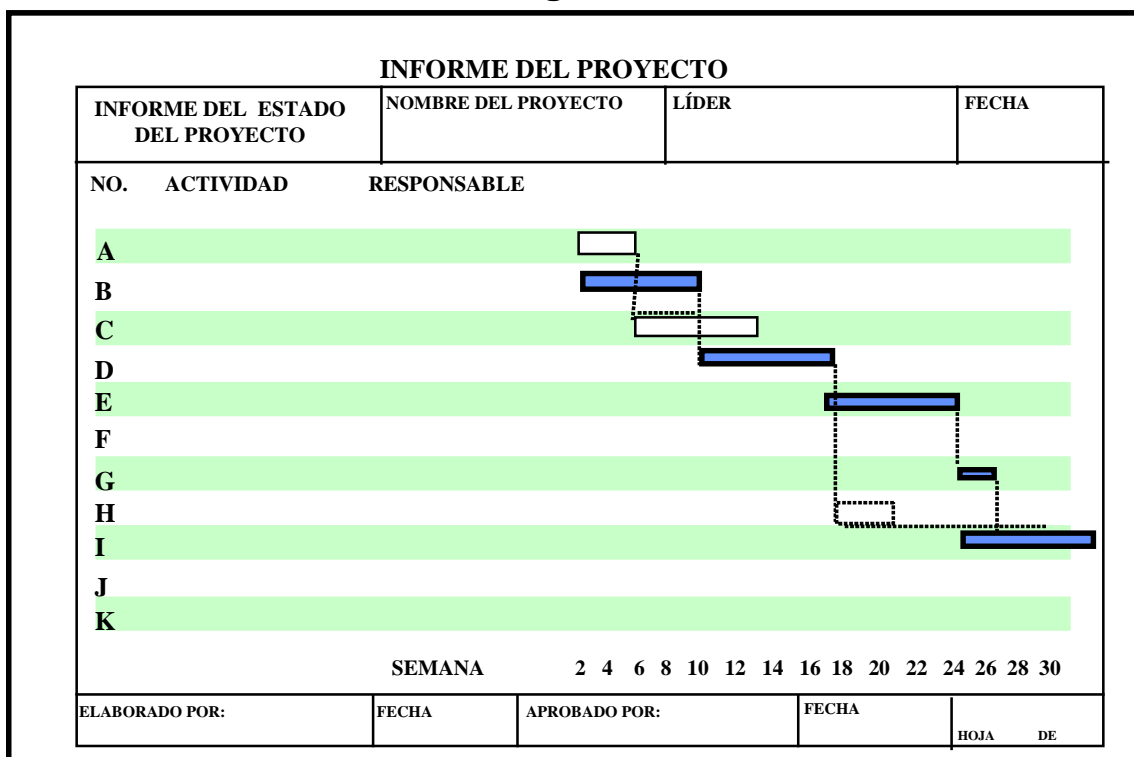 INFORME DEL PROYECTO
INFORME DEL ESTADO
DEL PROYECTO
NOMBRE DEL PROYECTO
LÍDER
FECHA
NO. ACTIVIDAD RESPONSABLE
A
B
C
D
E
F
G
H
I
J
K
SEMANA 2 4 6 8 10 12 14 16 18 20 22 24 26 28 30
ELABORADO POR:
FECHA
APROBADO POR:
FECHA
HOJA DE